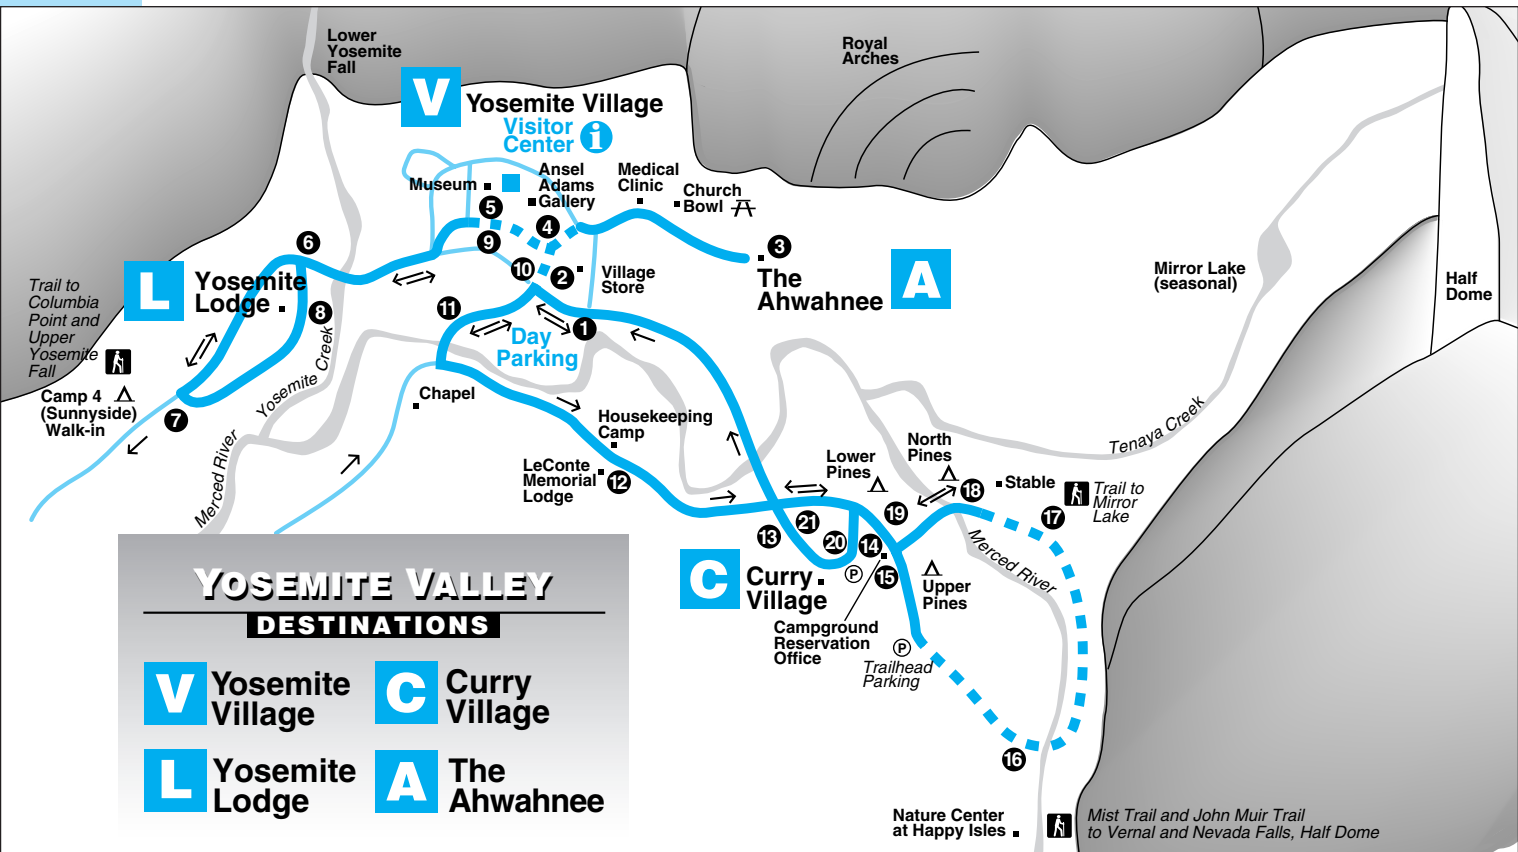 Lower
Yosemite
Fall
Royal
Arches
V
Yosemite Village
Visitor
Center
i
Museum
Ansel
Adams
Gallery
Medical
Clinic
Church
Bowl
5
4
9
6
3
10
2
Village
Store
The
Ahwahnee
A
Mirror Lake
(seasonal)
Half
Dome
L
Yosemite
Lodge
8
11
1
Day
Parking
Trail to
Columbia
Point and
Upper
Yosemite
Fall
Camp 4
(Sunnyside)
Walk-in
7
Yosemite Creek
Merced River
Chapel
Housekeeping
Camp
LeConte
Memorial
Lodge
12
Lower
Pines
North
Pines
Tenaya Creek
18
Stable
Trail to
Mirror
Lake
17
19
21
13
20
14
15
P
C
Curry
Village
Upper
Pines
Merced River
Campground
Reservation
Office
P
Trailhead
Parking
16
Nature Center
at Happy Isles
Mist Trail and John Muir Trail
to Vernal and Nevada Falls, Half Dome
YOSEMITE VALLEY
DESTINATIONS
V
Yosemite
Village
C
Curry
Village
L
Yosemite
Lodge
A
The
Ahwahnee